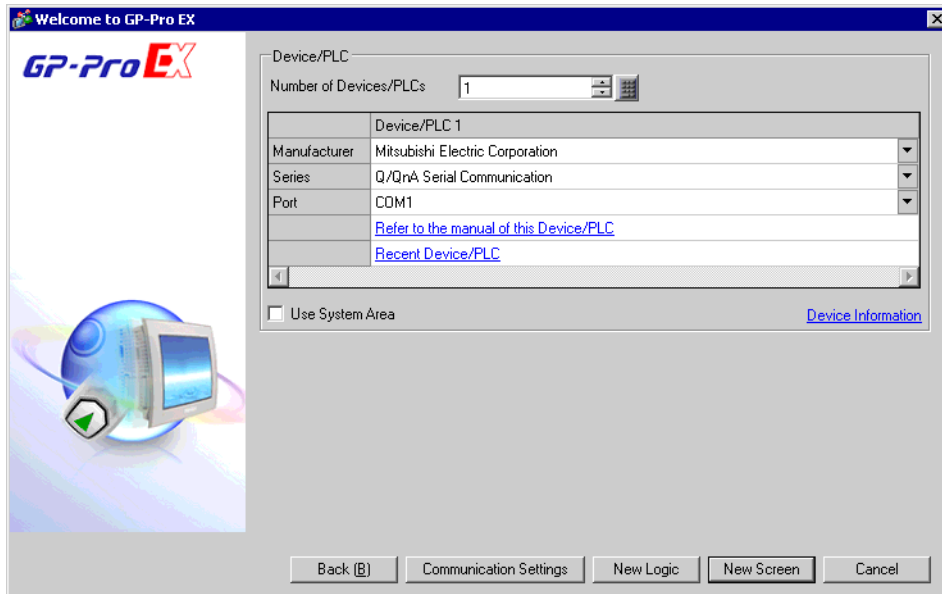 Welcome to GP-Pro EX
GP-Pro EX
Device/PLC
Number of Devices/PLCs 1
Device/PLC 1
Manufacturer Mitsubishi Electric Corporation
Series Q/QnA Serial Communication
Port COM1
Refer to the manual of this Device/PLC
Recent Device/PLC
Use System Area Device Information
Back (B) Communication Settings New Logic New Screen Cancel